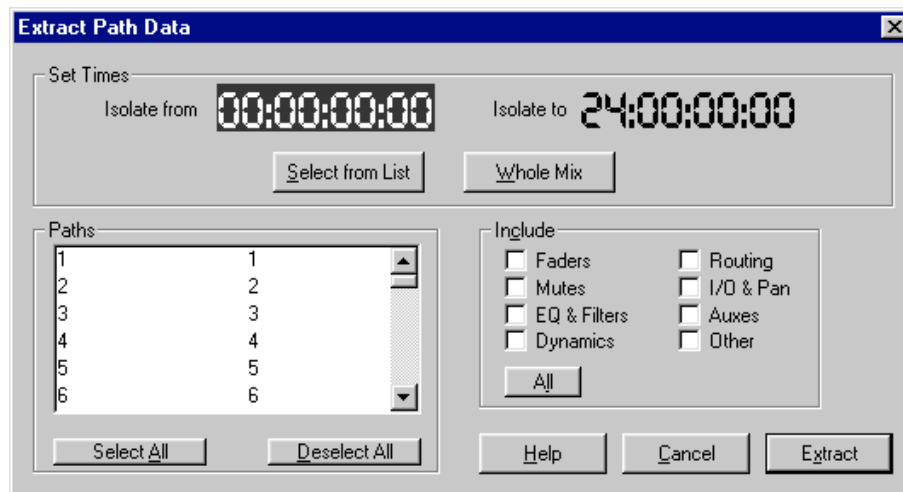 Extract Path Data
Set Times
Isolate from 00:00:00:00 Isolate to 24:00:00:00
Select from List Whole Mix
Paths
1 1
2 2
3 3
4 4
5 5
6 6
Select All Deselect All
Include
Faders Routing
Mutes I/O & Pan
EQ & Filters Auxes
Dynamics Other
All
Help Cancel Extract